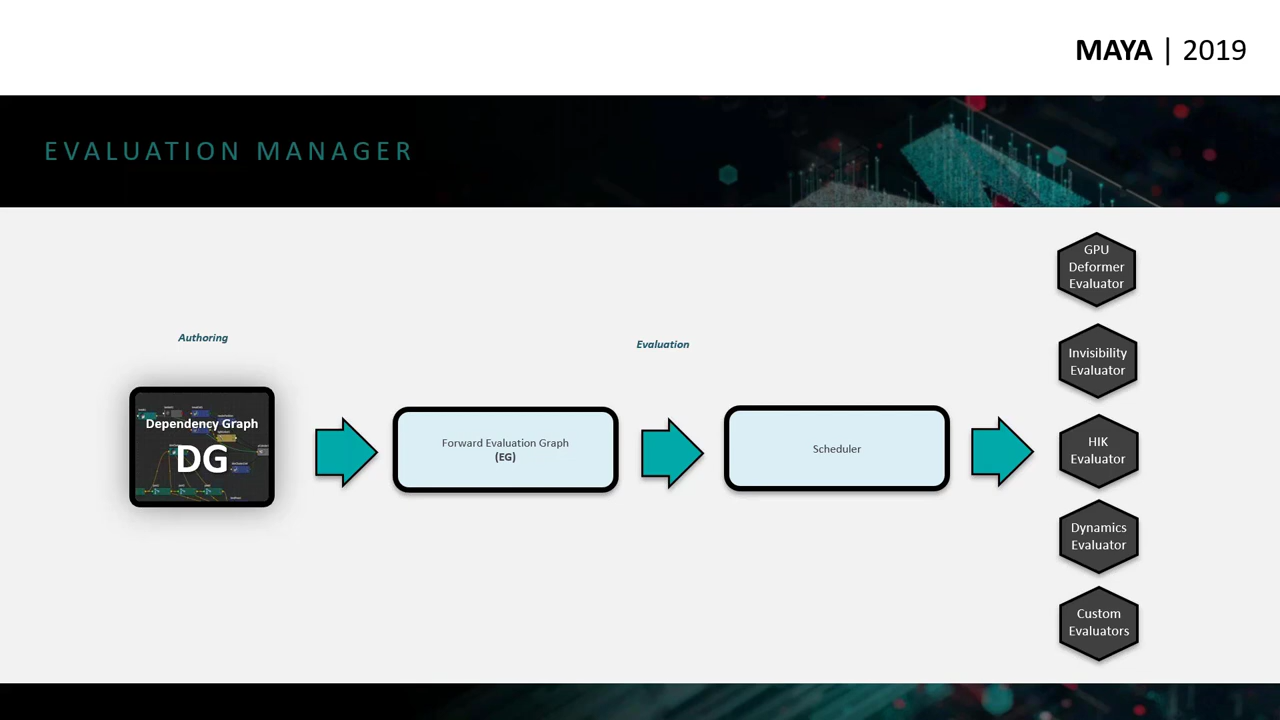 MAYA | 2019
EVALUATION MANAGER
Authoring
Evaluation
Dependency Graph
DG
Forward Evaluation Graph
(EG)
Scheduler
GPU
Deformer
Evaluator
Invisibility
Evaluator
HIK
Evaluator
Dynamics
Evaluator
Custom
Evaluators